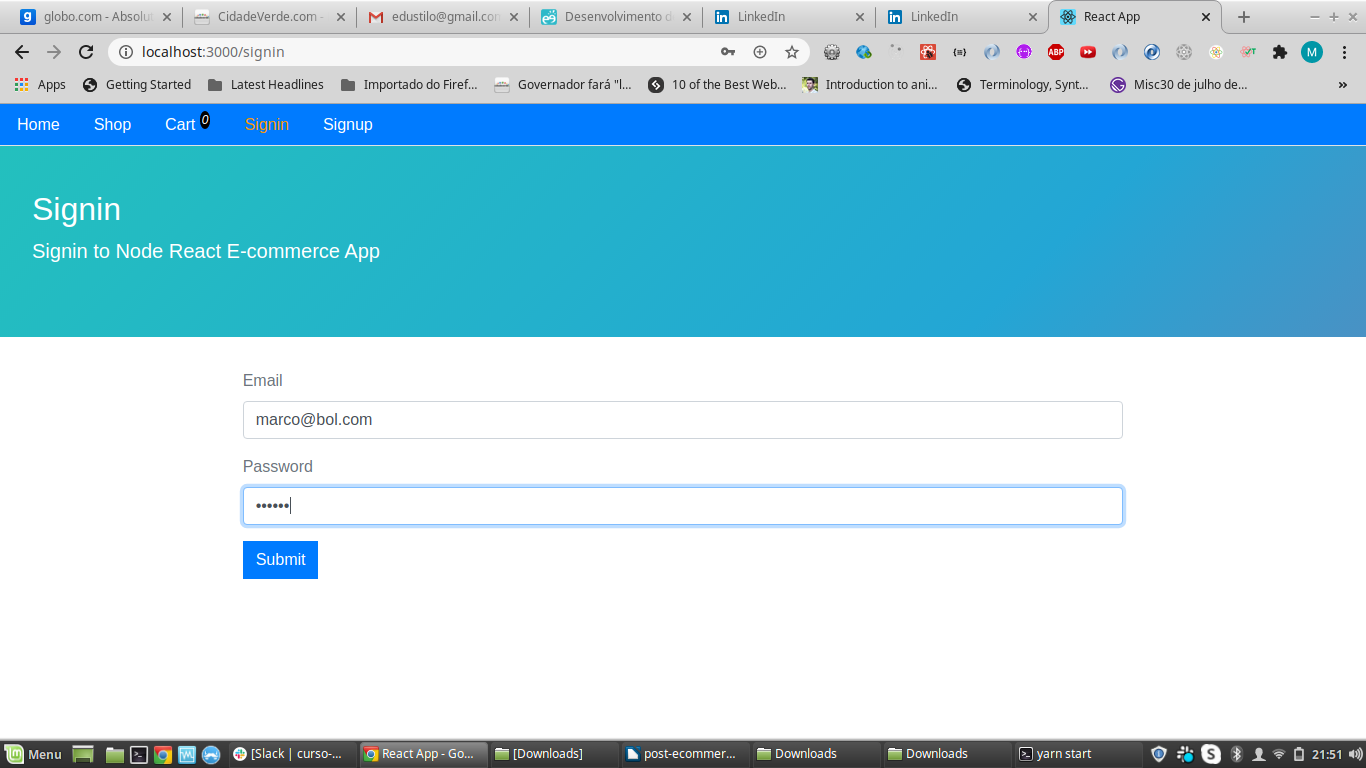 globo.com - Absolut
CidadeVerde.com -
edustilo@gmail.con
Desenvolvimento d
LinkedIn
LinkedIn
React App
localhost:3000/signin
ABP
M
Apps
Getting Started
Latest Headlines
Importado do Firef...
Governador fará "l...
10 of the Best Web...
Introduction to ani...
Terminology, Synt...
Misc30 de julho de...
»
Home Shop Cart 0 Signin Signup
Signin
Signin to Node React E-commerce App
Email
marco@bol.com
Password
••••••
Submit
Menu
[Slack | curso-...
React App - Go...
[Downloads]
post-ecommer...
Downloads
Downloads
yarn start
21:51